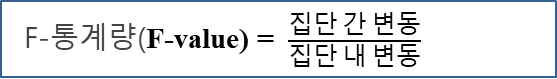 F-통계량(F-value) = 집단 간 변동 / 집단 내 변동